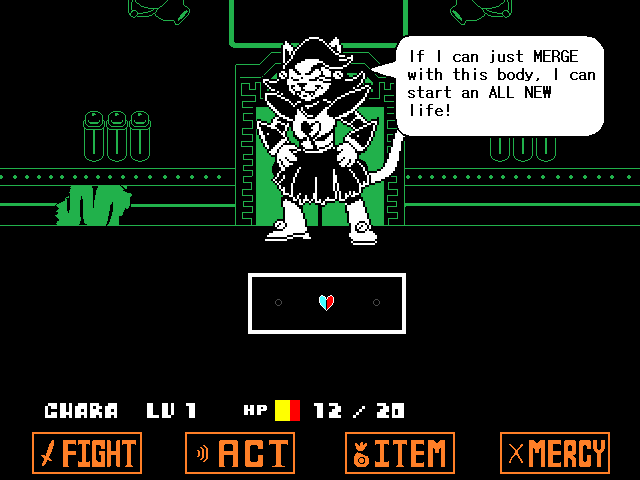 If I can just MERGE
with this body, I can
start an ALL NEW
life!
CHARA LV 1 HP 12 / 20
FIGHT ACT ITEM MERCY